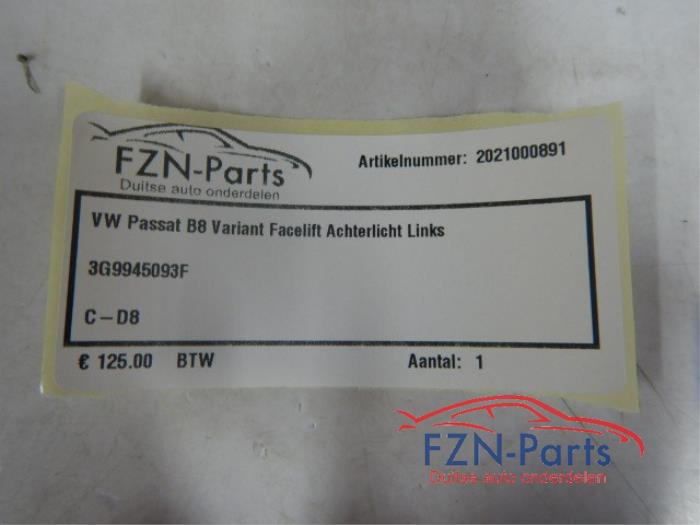 FZN-Parts
Duitse auto onderdelen
Artikelnummer: 2021000891
VW Passat B8 Variant Facelift Achterlicht Links
3G9945093F
C-D8
€ 125.00 BTW
Aantal: 1
FZN-Parts
Duitse auto onderdelen